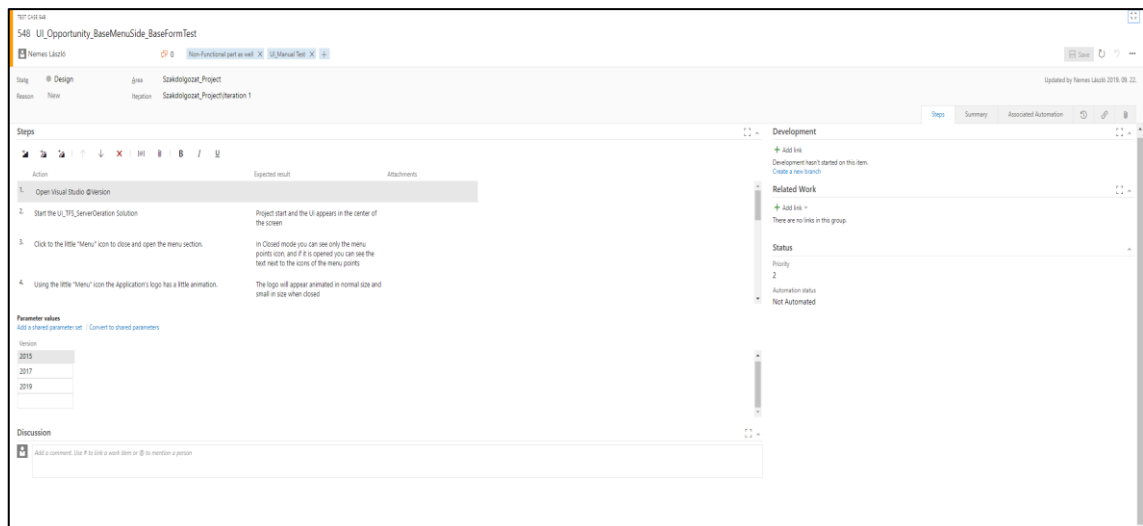 TEST CASE 548
548 UI_Opportunity_BaseMenuSide_BaseFormTest
Nemes László
0
Non-Functional part as well X
UI_Manual Test X
+
Save
State Design
Area Szakdolgozat_Project
Updated by Nemes László 2019. 09. 22.
Reason New
Iteration Szakdolgozat_Project\Iteration 1
Steps Summary Associated Automation
Steps
B I U
Action Expected result Attachments
1. Open Visual Studio @Version
2. Start the UI_TFS_ServerOeration Solution
Project start and the UI appears in the center of
the screen
3. Click to the little "Menu" icon to close and open the menu section.
In Closed mode you can see only the menu
points icon, and if it is opened you can see the
text next to the icons of the menu points
4. Using the little "Menu" icon the Application's logo has a little animation.
The logo will appear animated in normal size and
small in size when closed
Parameter values
Add a shared parameter set | Convert to shared parameters
Version
2015
2017
2019
Discussion
Add a comment. Use # to link a work item or @ to mention a person
Development
+ Add link
Development hasn't started on this item.
Create a new branch
Related Work
+ Add link
There are no links in this group.
Status
Priority
2
Automation status
Not Automated